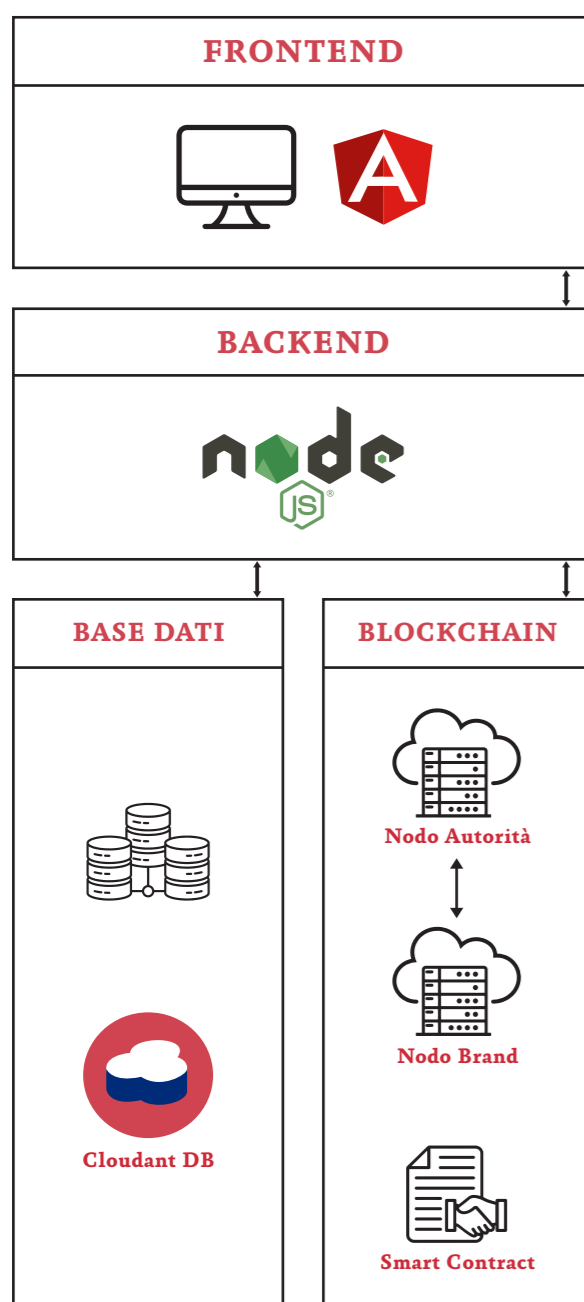 FRONTEND
A
BACKEND
node
JS®
BASE DATI
BLOCKCHAIN
Nodo Autorità
Nodo Brand
Cloudant DB
Smart Contract